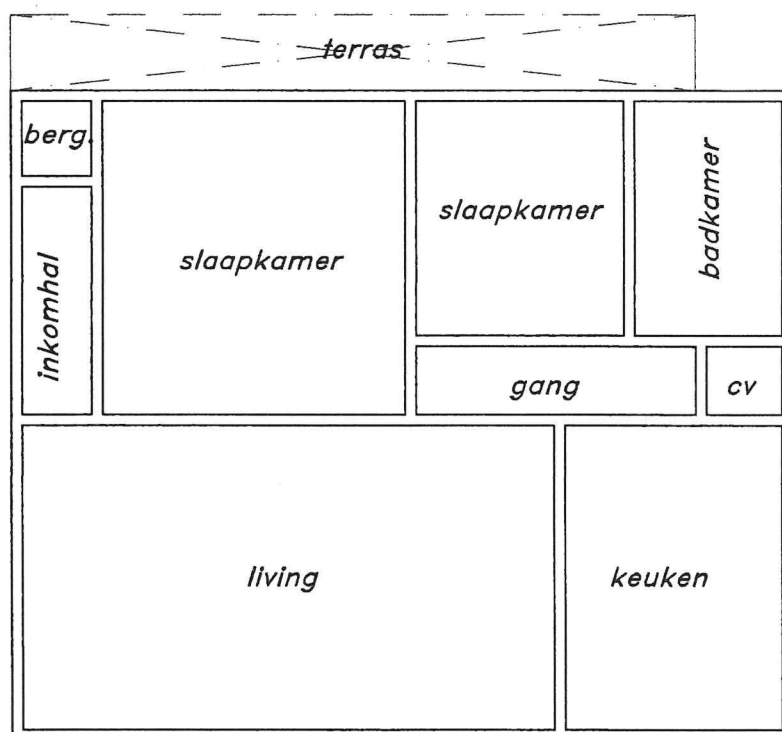 terras
berg.
slaapkamer
slaapkamer
badkamer
inkomhal
gang
cv
living
keuken